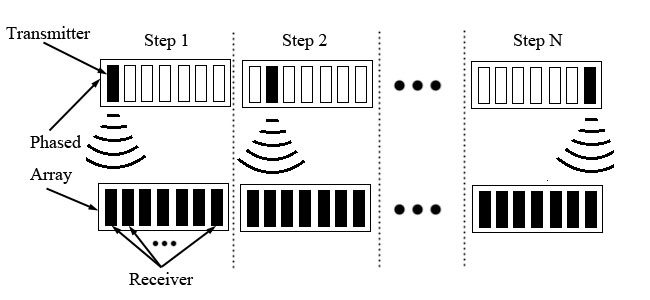 Transmitter
Step 1
Step 2
Step N
Phased
Array
Receiver